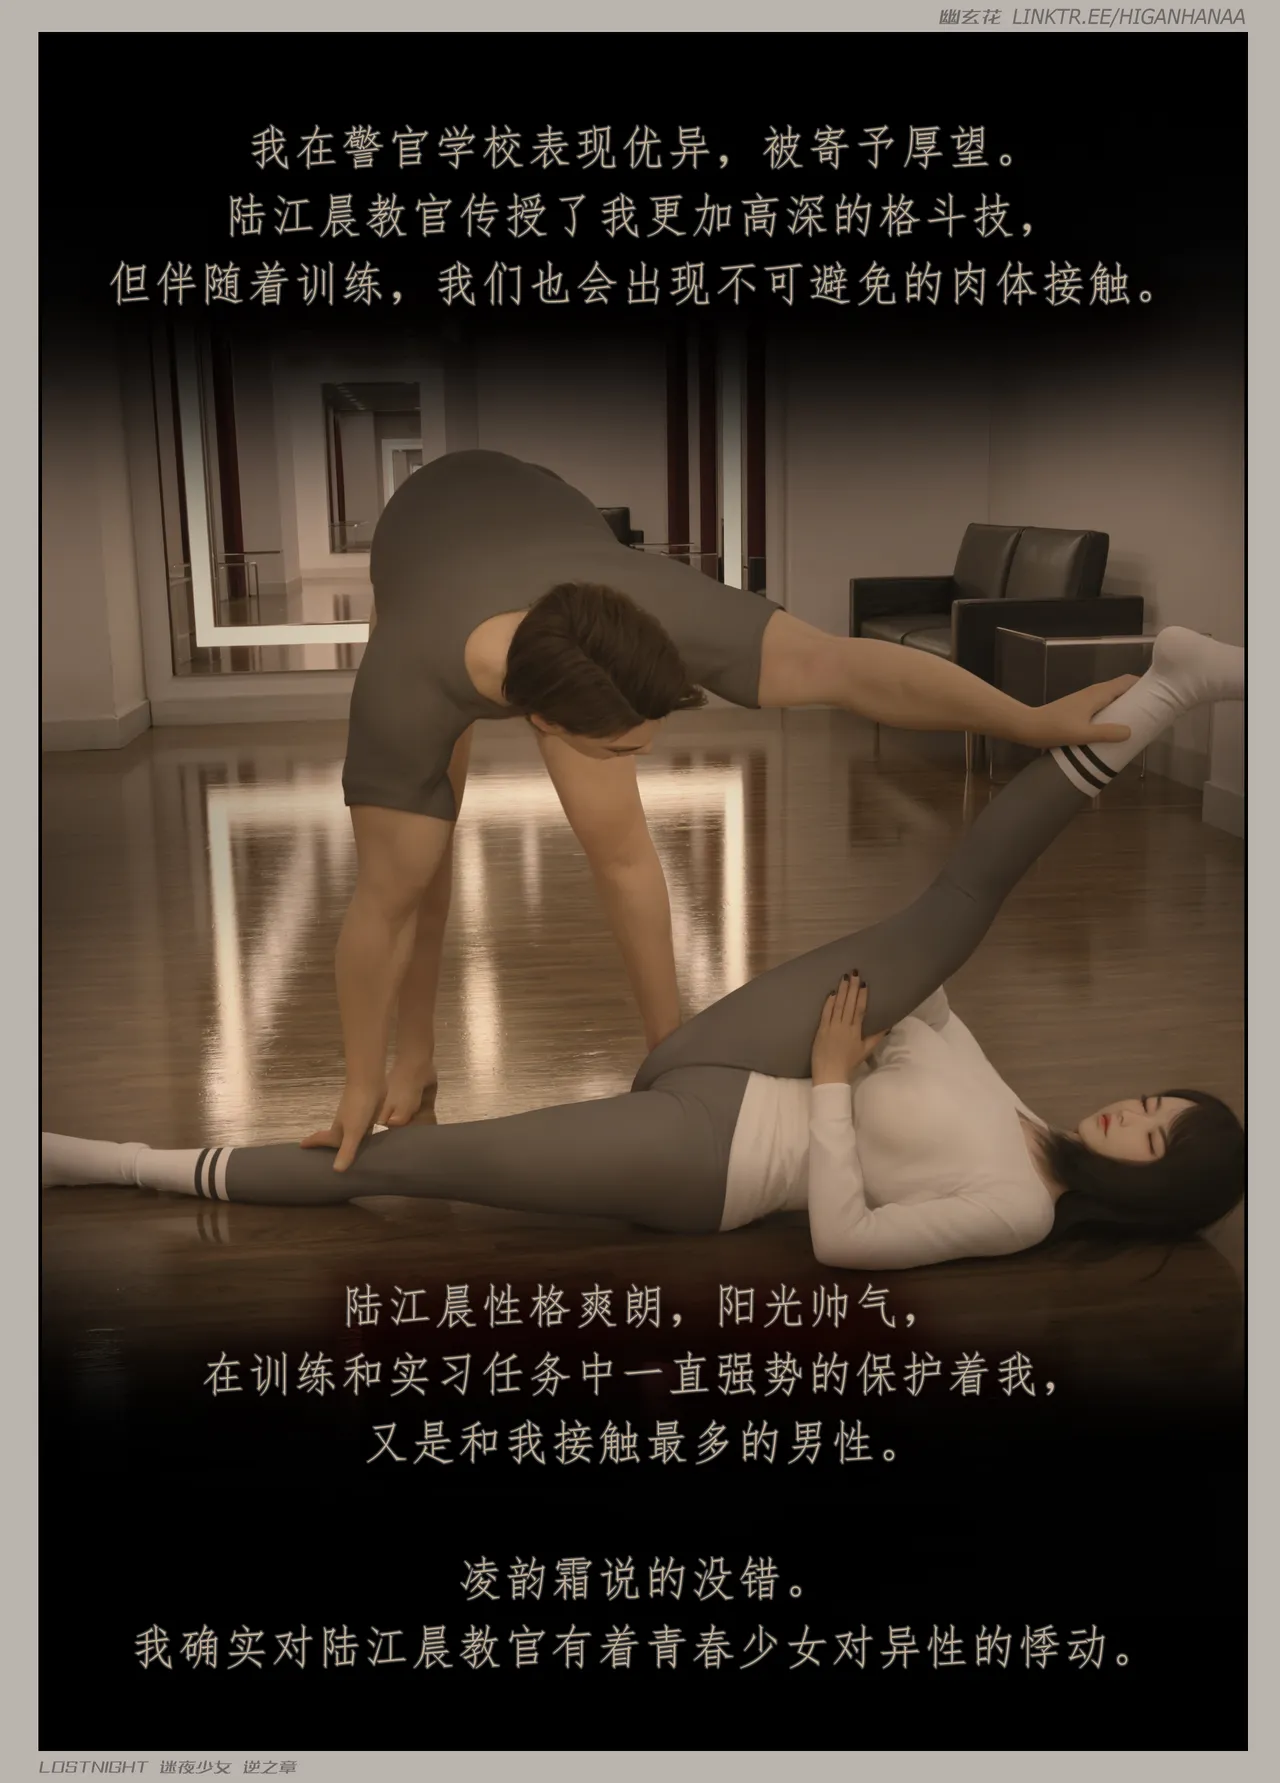 幽玄花 LINKTR.EE/HIGANHANAA
我在警官学校表现优异，被寄予厚望。
陆江晨教官传授了我更加高深的格斗技，
但伴随着训练，我们也会出现不可避免的肉体接触。
陆江晨性格爽朗，阳光帅气，
在训练和实习任务中一直强势的保护着我，
又是和我接触最多的男性。
凌韵霜说的没错。
我确实对陆江晨教官有着青春少女对异性的悸动。
LOSTNIGHT 迷夜少女 逆之章